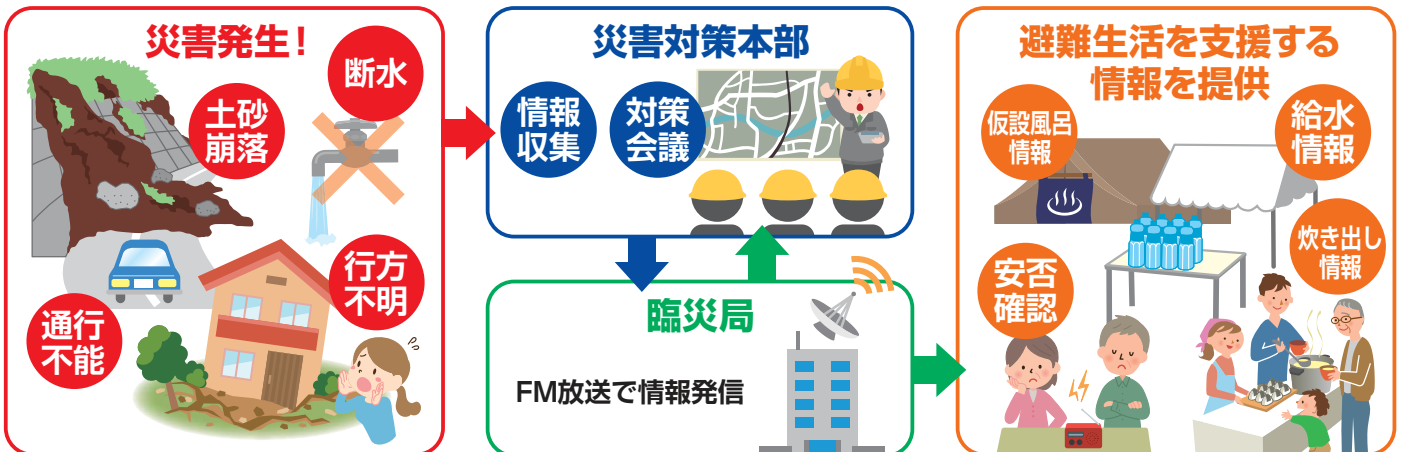 災害発生！
断水
土砂
崩落
行方
不明
通行
不能
災害対策本部
情報
収集
対策
会議
臨災局
FM放送で情報発信
避難生活を支援する
情報を提供
仮設風呂
情報
給水
情報
炊き出し
情報
安否
確認